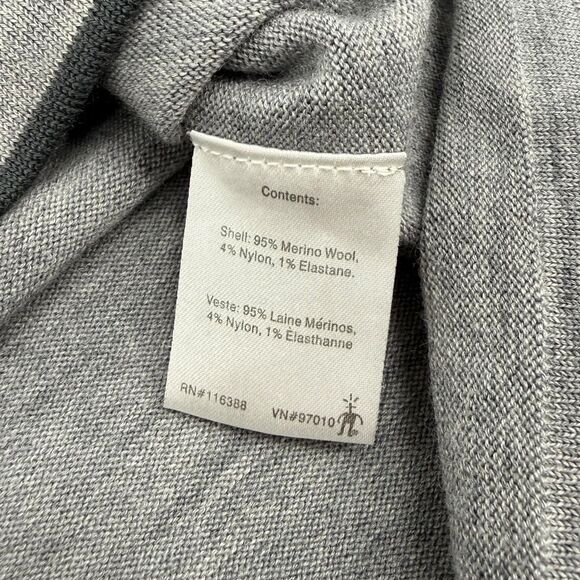 Contents:
Shell: 95% Merino Wool,
4% Nylon, 1% Elastane.
Veste: 95% Laine Mérinos,
4% Nylon, 1% Élasthanne
RN#116388 VN#97010